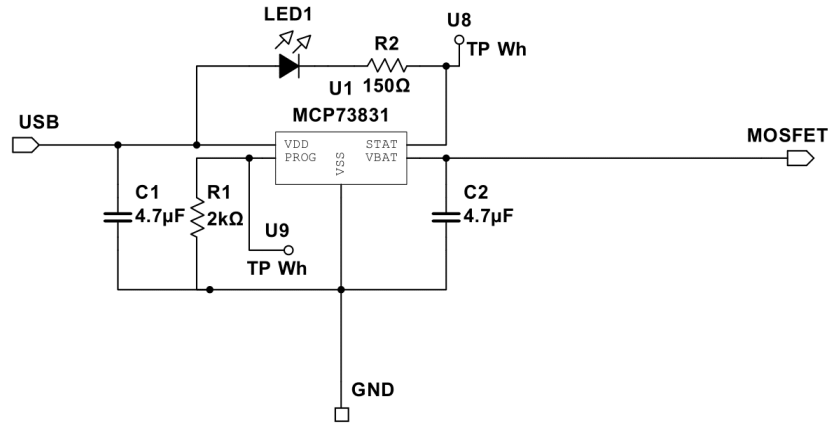 LED1
U8
R2
TP Wh
U1 150Ω
MCP73831
USB
MOSFET
VDD STAT
PROG VBAT
VSS
C1
4.7µF
R1
2kΩ
C2
4.7µF
U9
TP Wh
GND